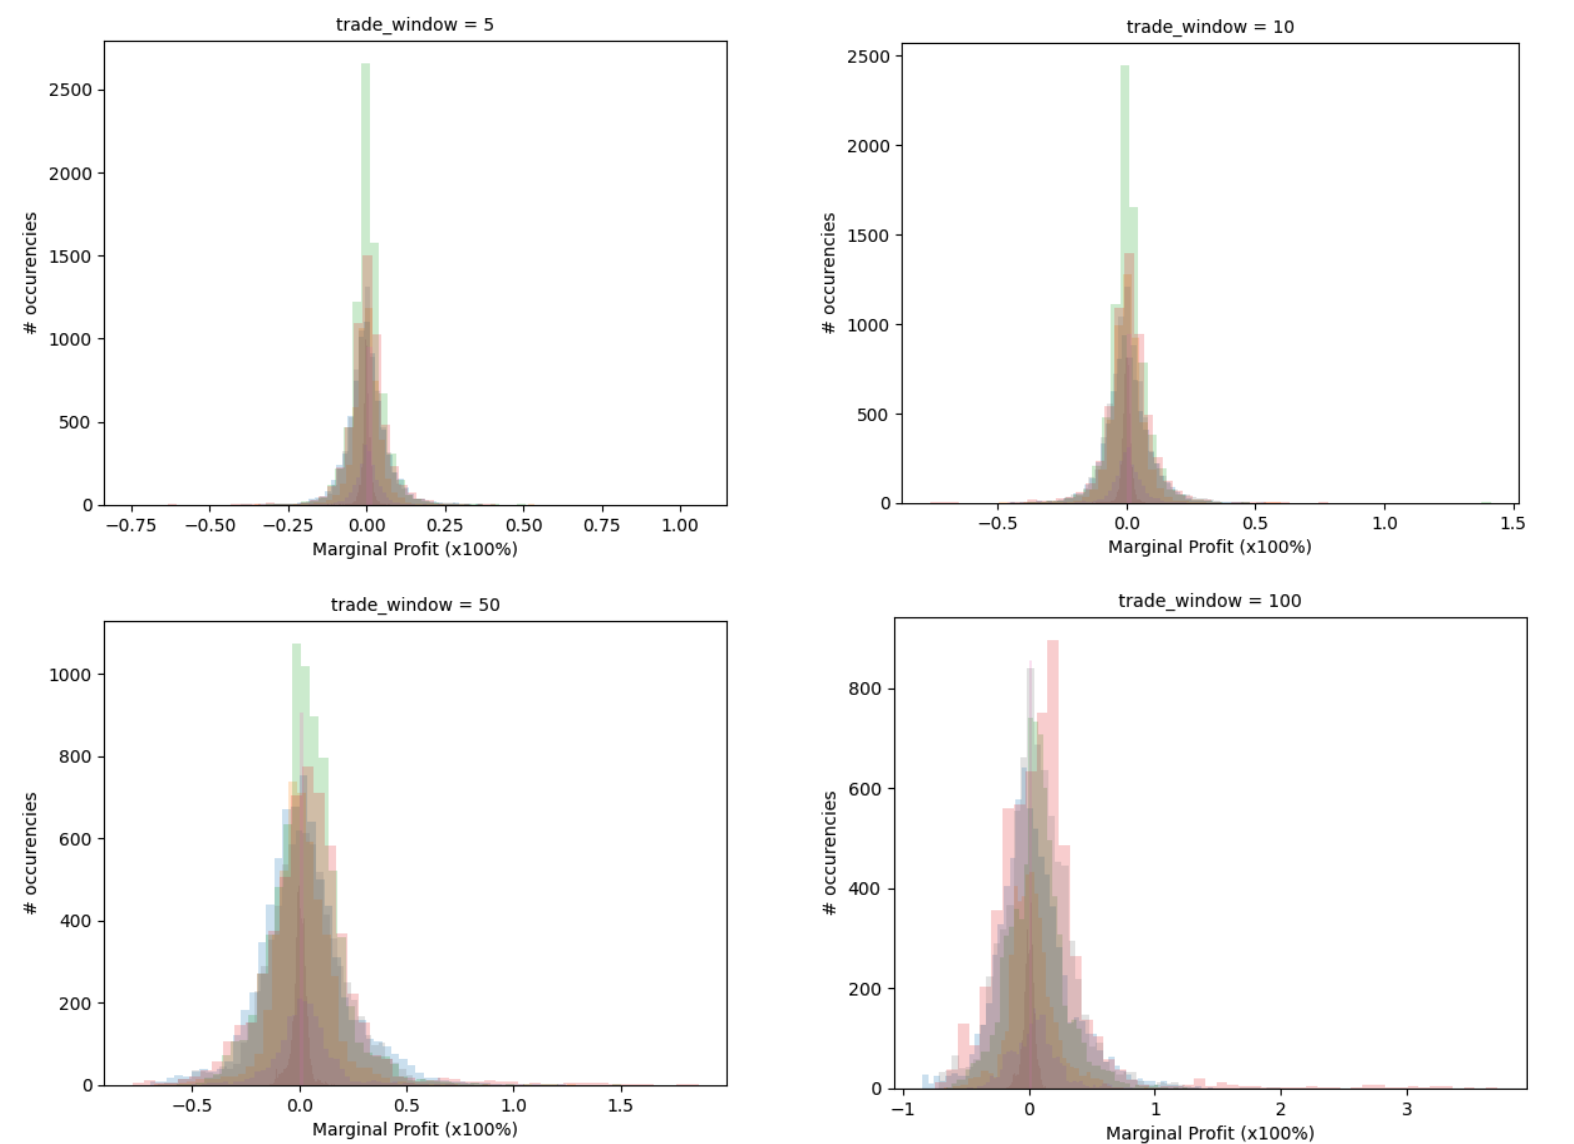 trade_window = 5
2500
2000
1500
1000
500
0
# occurencies
−0.75 −0.50 −0.25 0.00 0.25 0.50 0.75 1.00
Marginal Profit (x100%)
trade_window = 10
2500
2000
1500
1000
500
0
# occurencies
−0.5 0.0 0.5 1.0 1.5
Marginal Profit (x100%)
trade_window = 50
1000
800
600
400
200
0
# occurencies
−0.5 0.0 0.5 1.0 1.5
Marginal Profit (x100%)
trade_window = 100
800
600
400
200
0
# occurencies
−1 0 1 2 3
Marginal Profit (x100%)